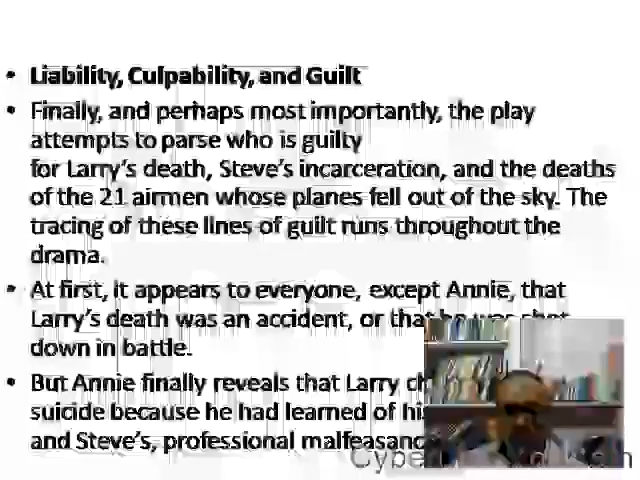 • Liability, Culpability, and Guilt
• Finally, and perhaps most importantly, the play
attempts to parse who is guilty
for Larry's death, Steve's incarceration, and the deaths
of the 21 airmen whose planes fell out of the sky. The
tracing of these lines of guilt runs throughout the
drama.
• At first, it appears to everyone, except Annie, that
Larry's death was an accident, or that he was shot
down in battle.
• But Annie finally reveals that Larry
suicide because he had learned of
and Steve's, professional